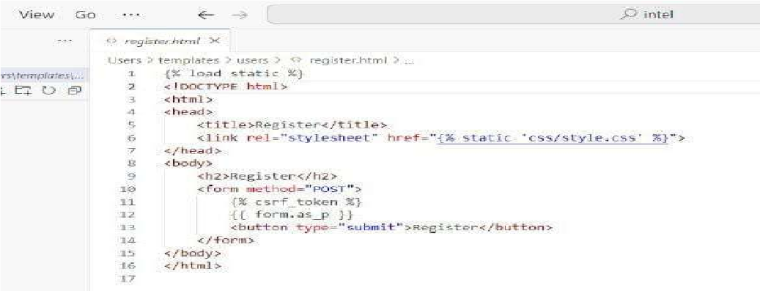 View Go ... ← → intel
... <> register.html ×
Users > templates > users > <> register.html > ...
rs\templates\...
1 {% load static %}
2 <!DOCTYPE html>
3 <html>
4 <head>
5 <title>Register</title>
6 <link rel="stylesheet" href="{% static 'css/style.css' %}">
7 </head>
8 <body>
9 <h2>Register</h2>
10 <form method="POST">
11 {% csrf_token %}
12 {{ form.as_p }}
13 <button type="submit">Register</button>
14 </form>
15 </body>
16 </html>
17